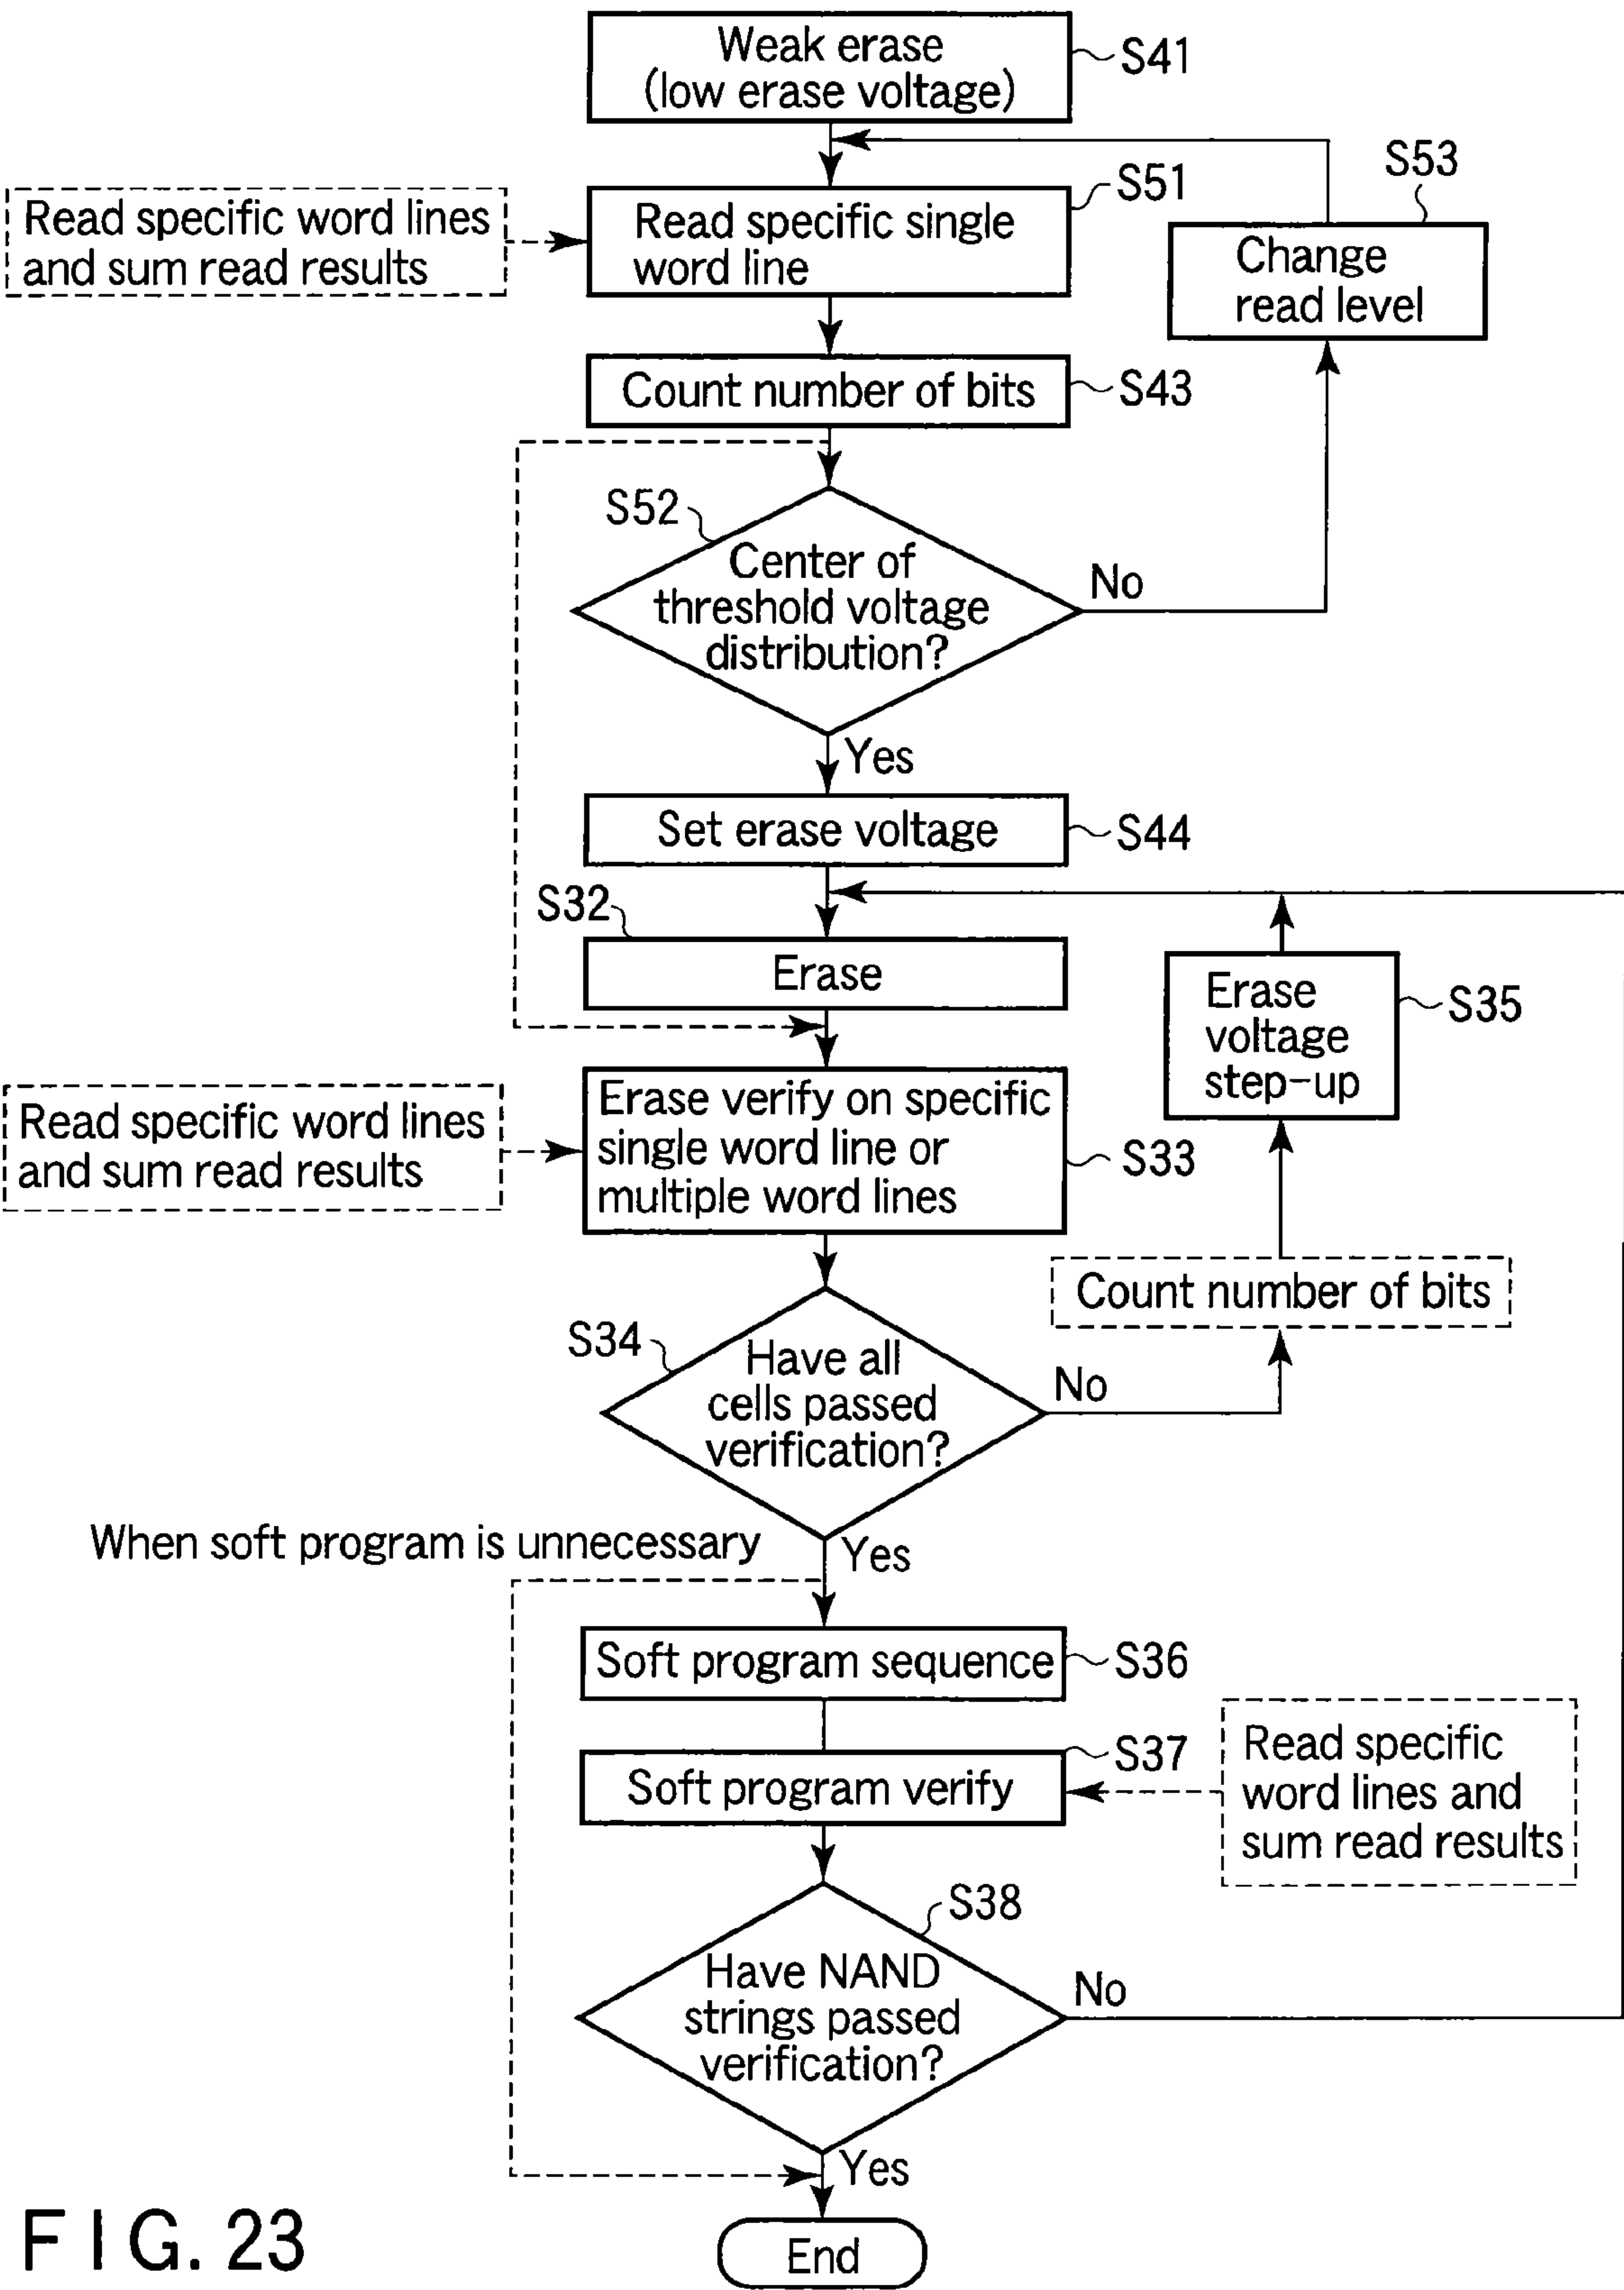 Weak erase
(low erase voltage)
S41
S53
S51
Read specific word lines
and sum read results
Read specific single
word line
Change
read level
Count number of bits
S43
S52
Center of
threshold voltage
distribution?
No
Yes
Set erase voltage
S44
S32
Erase
Erase
voltage
step-up
S35
Read specific word lines
and sum read results
Erase verify on specific
single word line or
multiple word lines
S33
Count number of bits
S34
Have all
cells passed
verification?
No
When soft program is unnecessary
Yes
Soft program sequence
S36
S37
Soft program verify
Read specific
word lines and
sum read results
S38
Have NAND
strings passed
verification?
No
Yes
End
FIG. 23